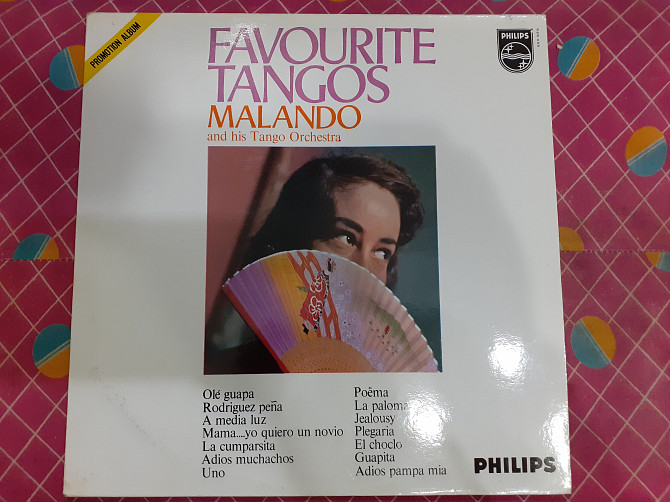 PROMOTION ALBUM
FAVOURITE
TANGOS
MALANDO
and his Tango Orchestra
PHILIPS
Olé guapa
Rodriguez peña
A media luz
Mama....yo quiero un novio
La cumparsita
Adios muchachos
Uno
Poêma
La paloma
Jealousy
Plegaria
El choclo
Guapita
Adios pampa mia
PHILIPS